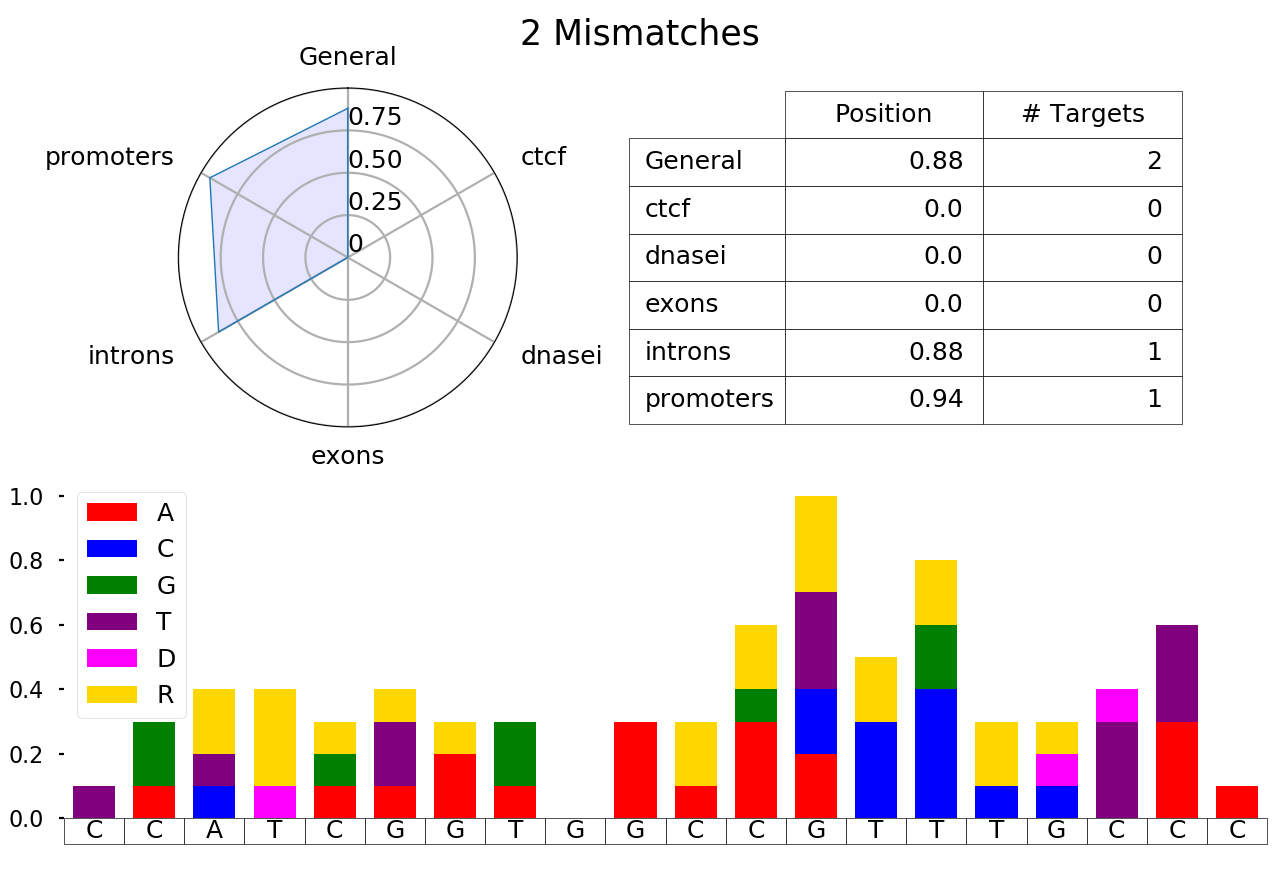 2 Mismatches
General
promoters
ctcf
introns
dnasei
exons
0.75
0.50
0.25
0
Position # Targets
General 0.88 2
ctcf 0.0 0
dnasei 0.0 0
exons 0.0 0
introns 0.88 1
promoters 0.94 1
1.0
0.8
0.6
0.4
0.2
0.0
A
C
G
T
D
R
C C A T C G G T G G C C G T T T G C C C